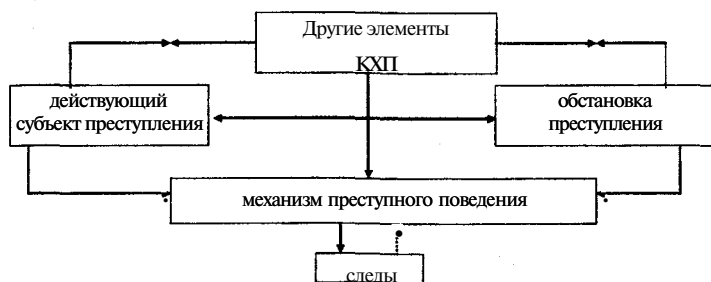 Другие элементы
КХП
действующий
субъект преступления
обстановка
преступления
механизм преступного поведения
следы